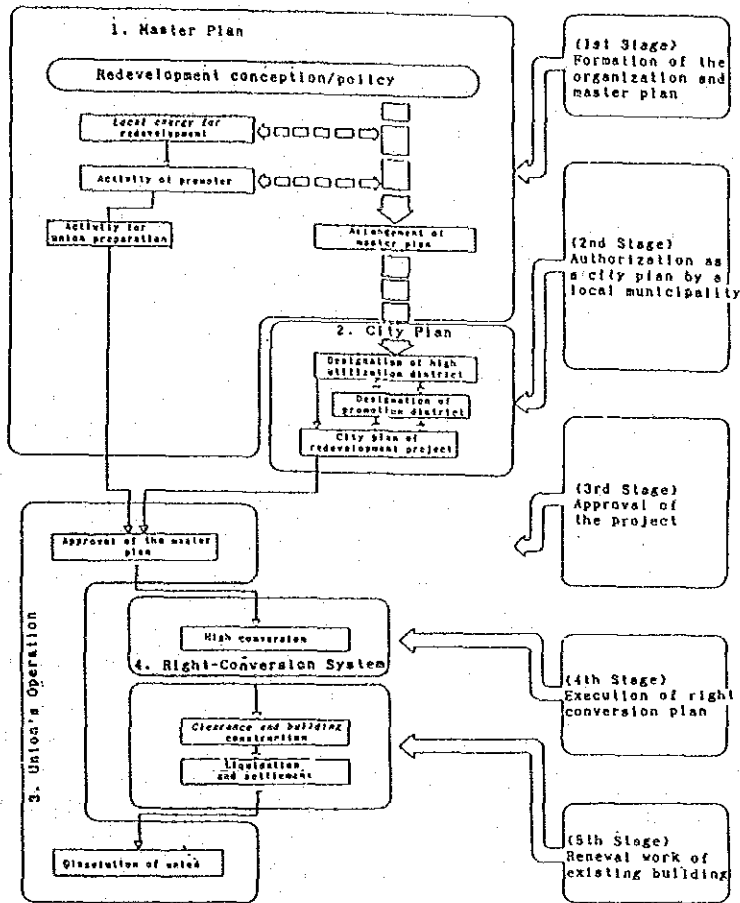 1. Master Plan
Redevelopment conception/policy
Local energy for
redevelopment
Activity of promoter
Activity for
union preparation
Arrangement of
master plan
2. City Plan
Designation of high
utilization district
Designation of
promotion district
City plan of
redevelopment project
Approval of the master
plan
High conversion
4. Right-Conversion System
Clearance and building
construction
Liquidation
and settlement
Dissolution of union
3. Union's Operation
(1st Stage)
Formation of the
organization and
master plan
(2nd Stage)
Authorization as
a city plan by a
local municipality
(3rd Stage)
Approval of
the project
(4th Stage)
Execution of right
conversion plan
(5th Stage)
Renewal work of
existing building